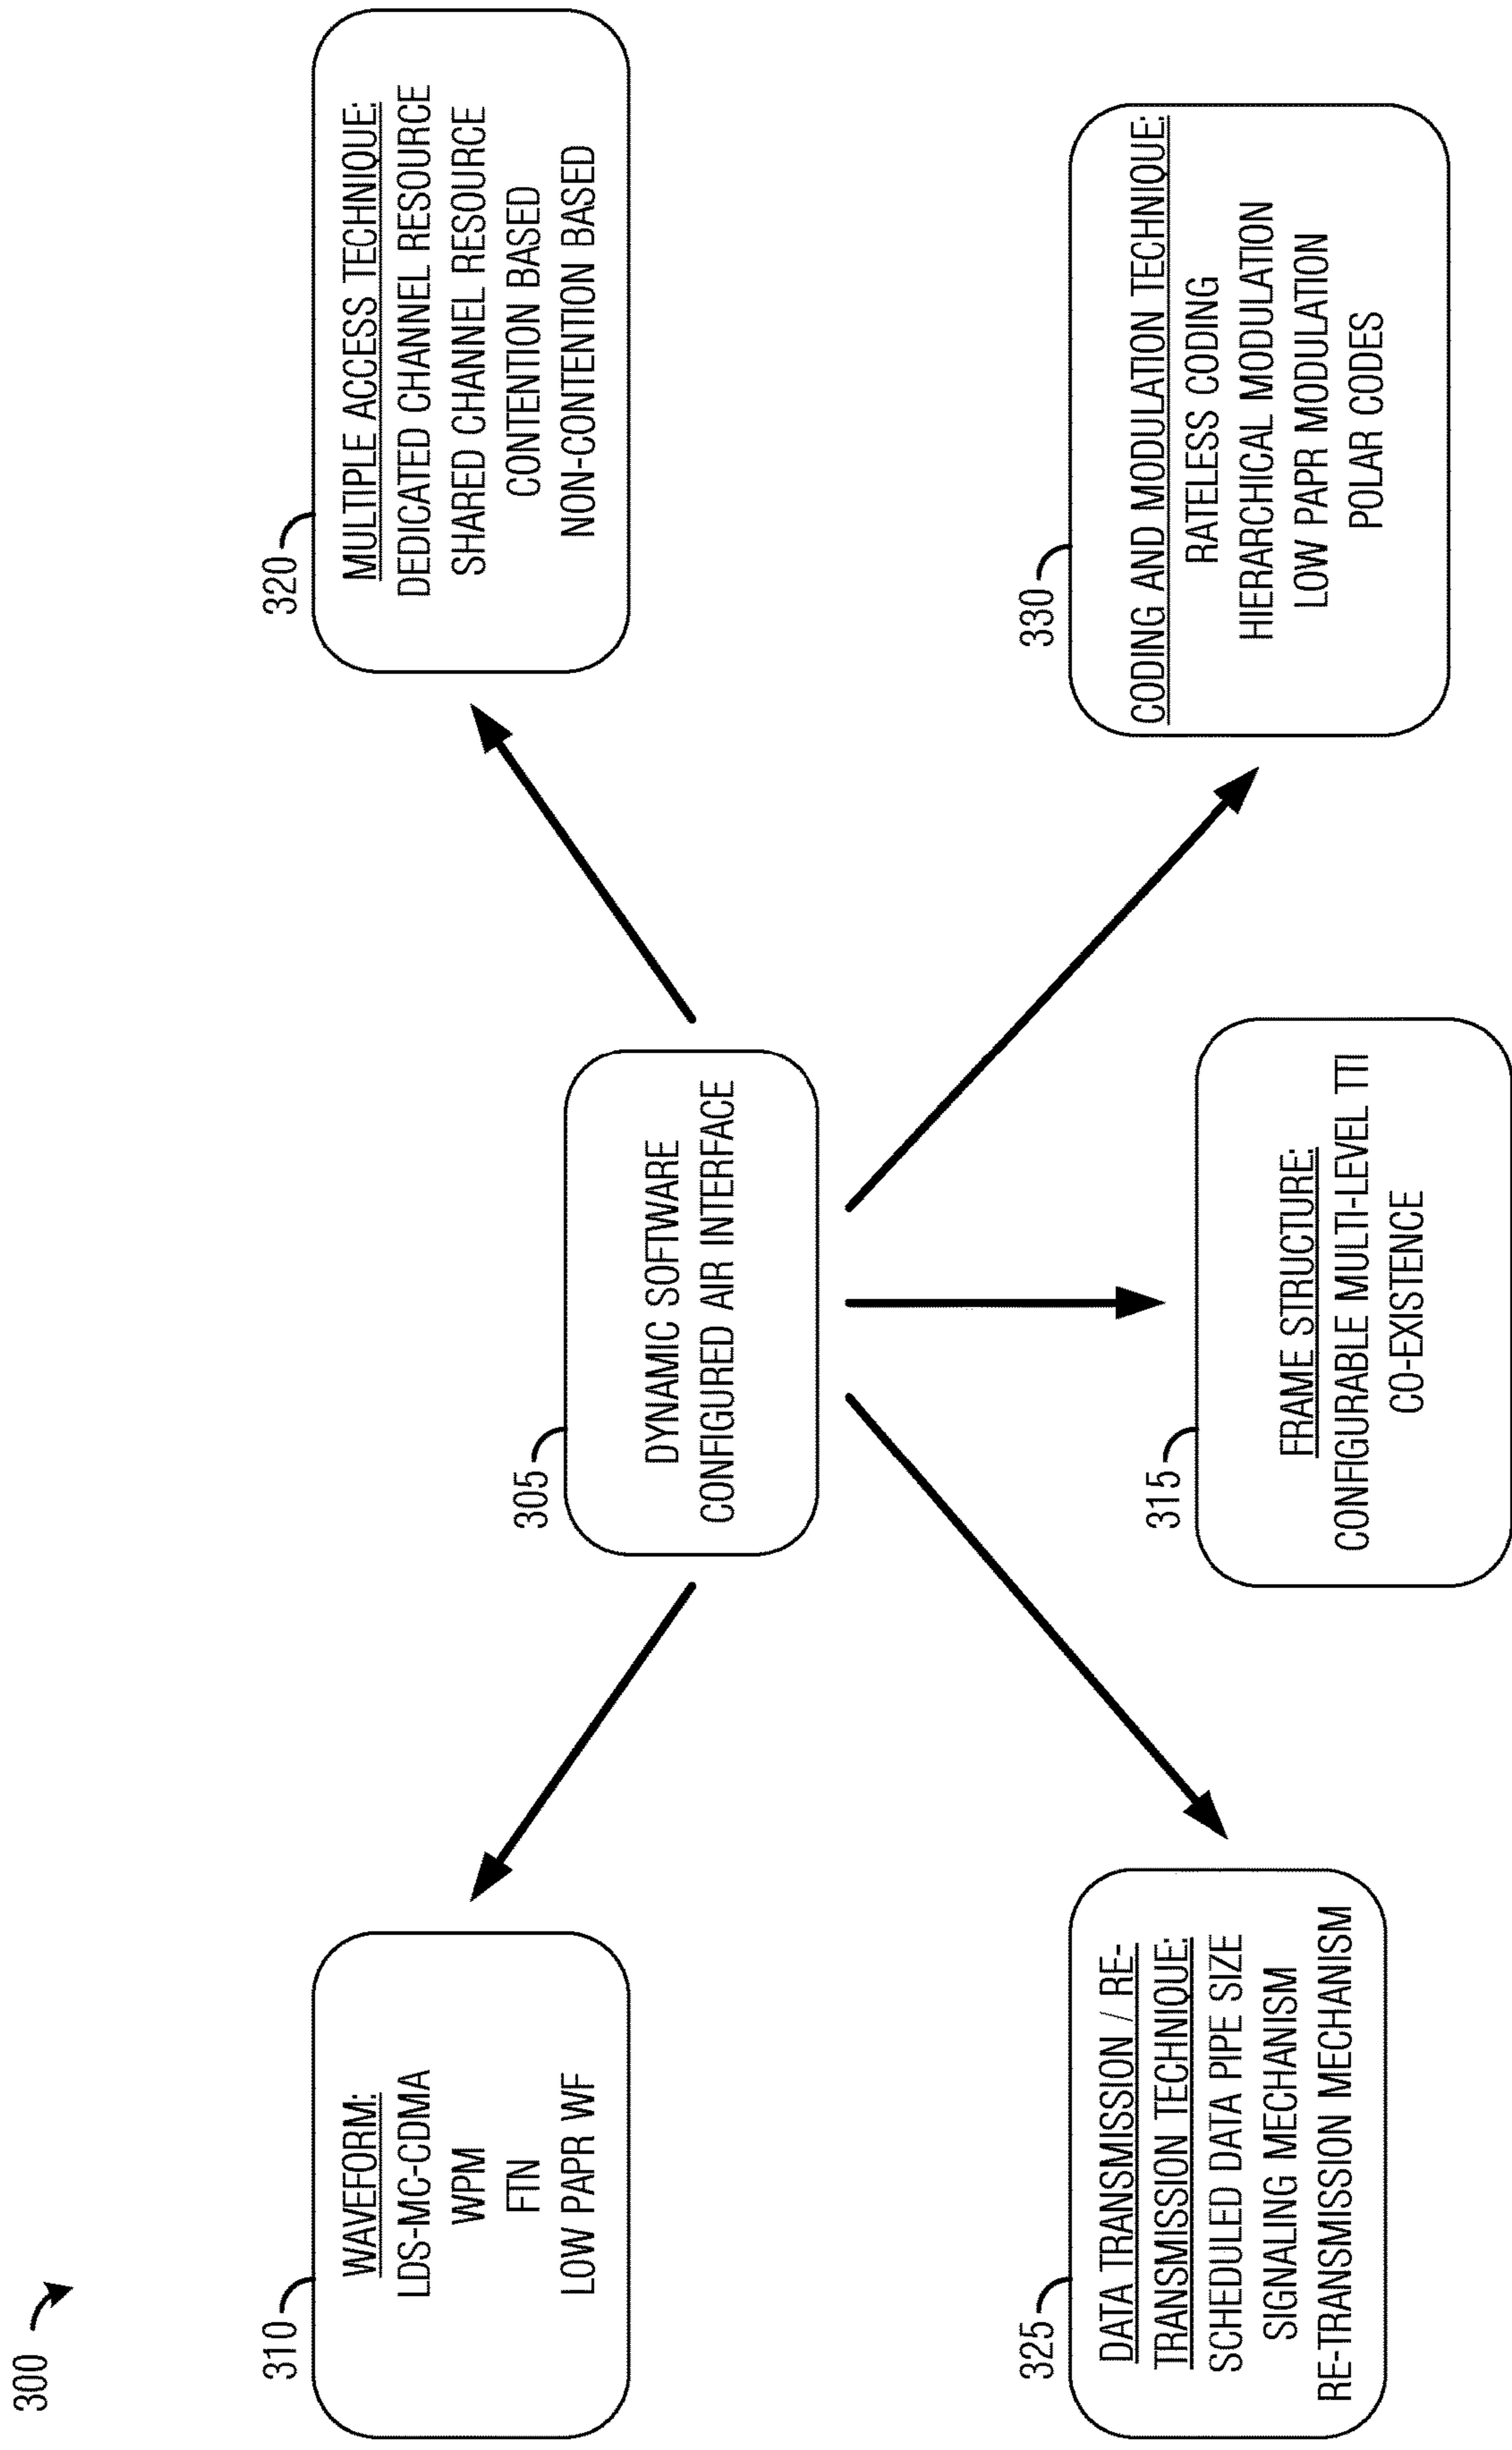 300
310
WAVEFORM:
LDS-MC-CDMA
WPM
FTN
LOW PAPR WF
320
MULTIPLE ACCESS TECHNIQUE:
DEDICATED CHANNEL RESOURCE
SHARED CHANNEL RESOURCE
CONTENTION BASED
NON-CONTENTION BASED
305
DYNAMIC SOFTWARE
CONFIGURED AIR INTERFACE
325
DATA TRANSMISSION / RE-
TRANSMISSION TECHNIQUE:
SCHEDULED DATA PIPE SIZE
SIGNALING MECHANISM
RE-TRANSMISSION MECHANISM
315
FRAME STRUCTURE:
CONFIGURABLE MULTI-LEVEL TTI
CO-EXISTENCE
330
CODING AND MODULATION TECHNIQUE:
RATELESS CODING
HIERARCHICAL MODULATION
LOW PAPR MODULATION
POLAR CODES